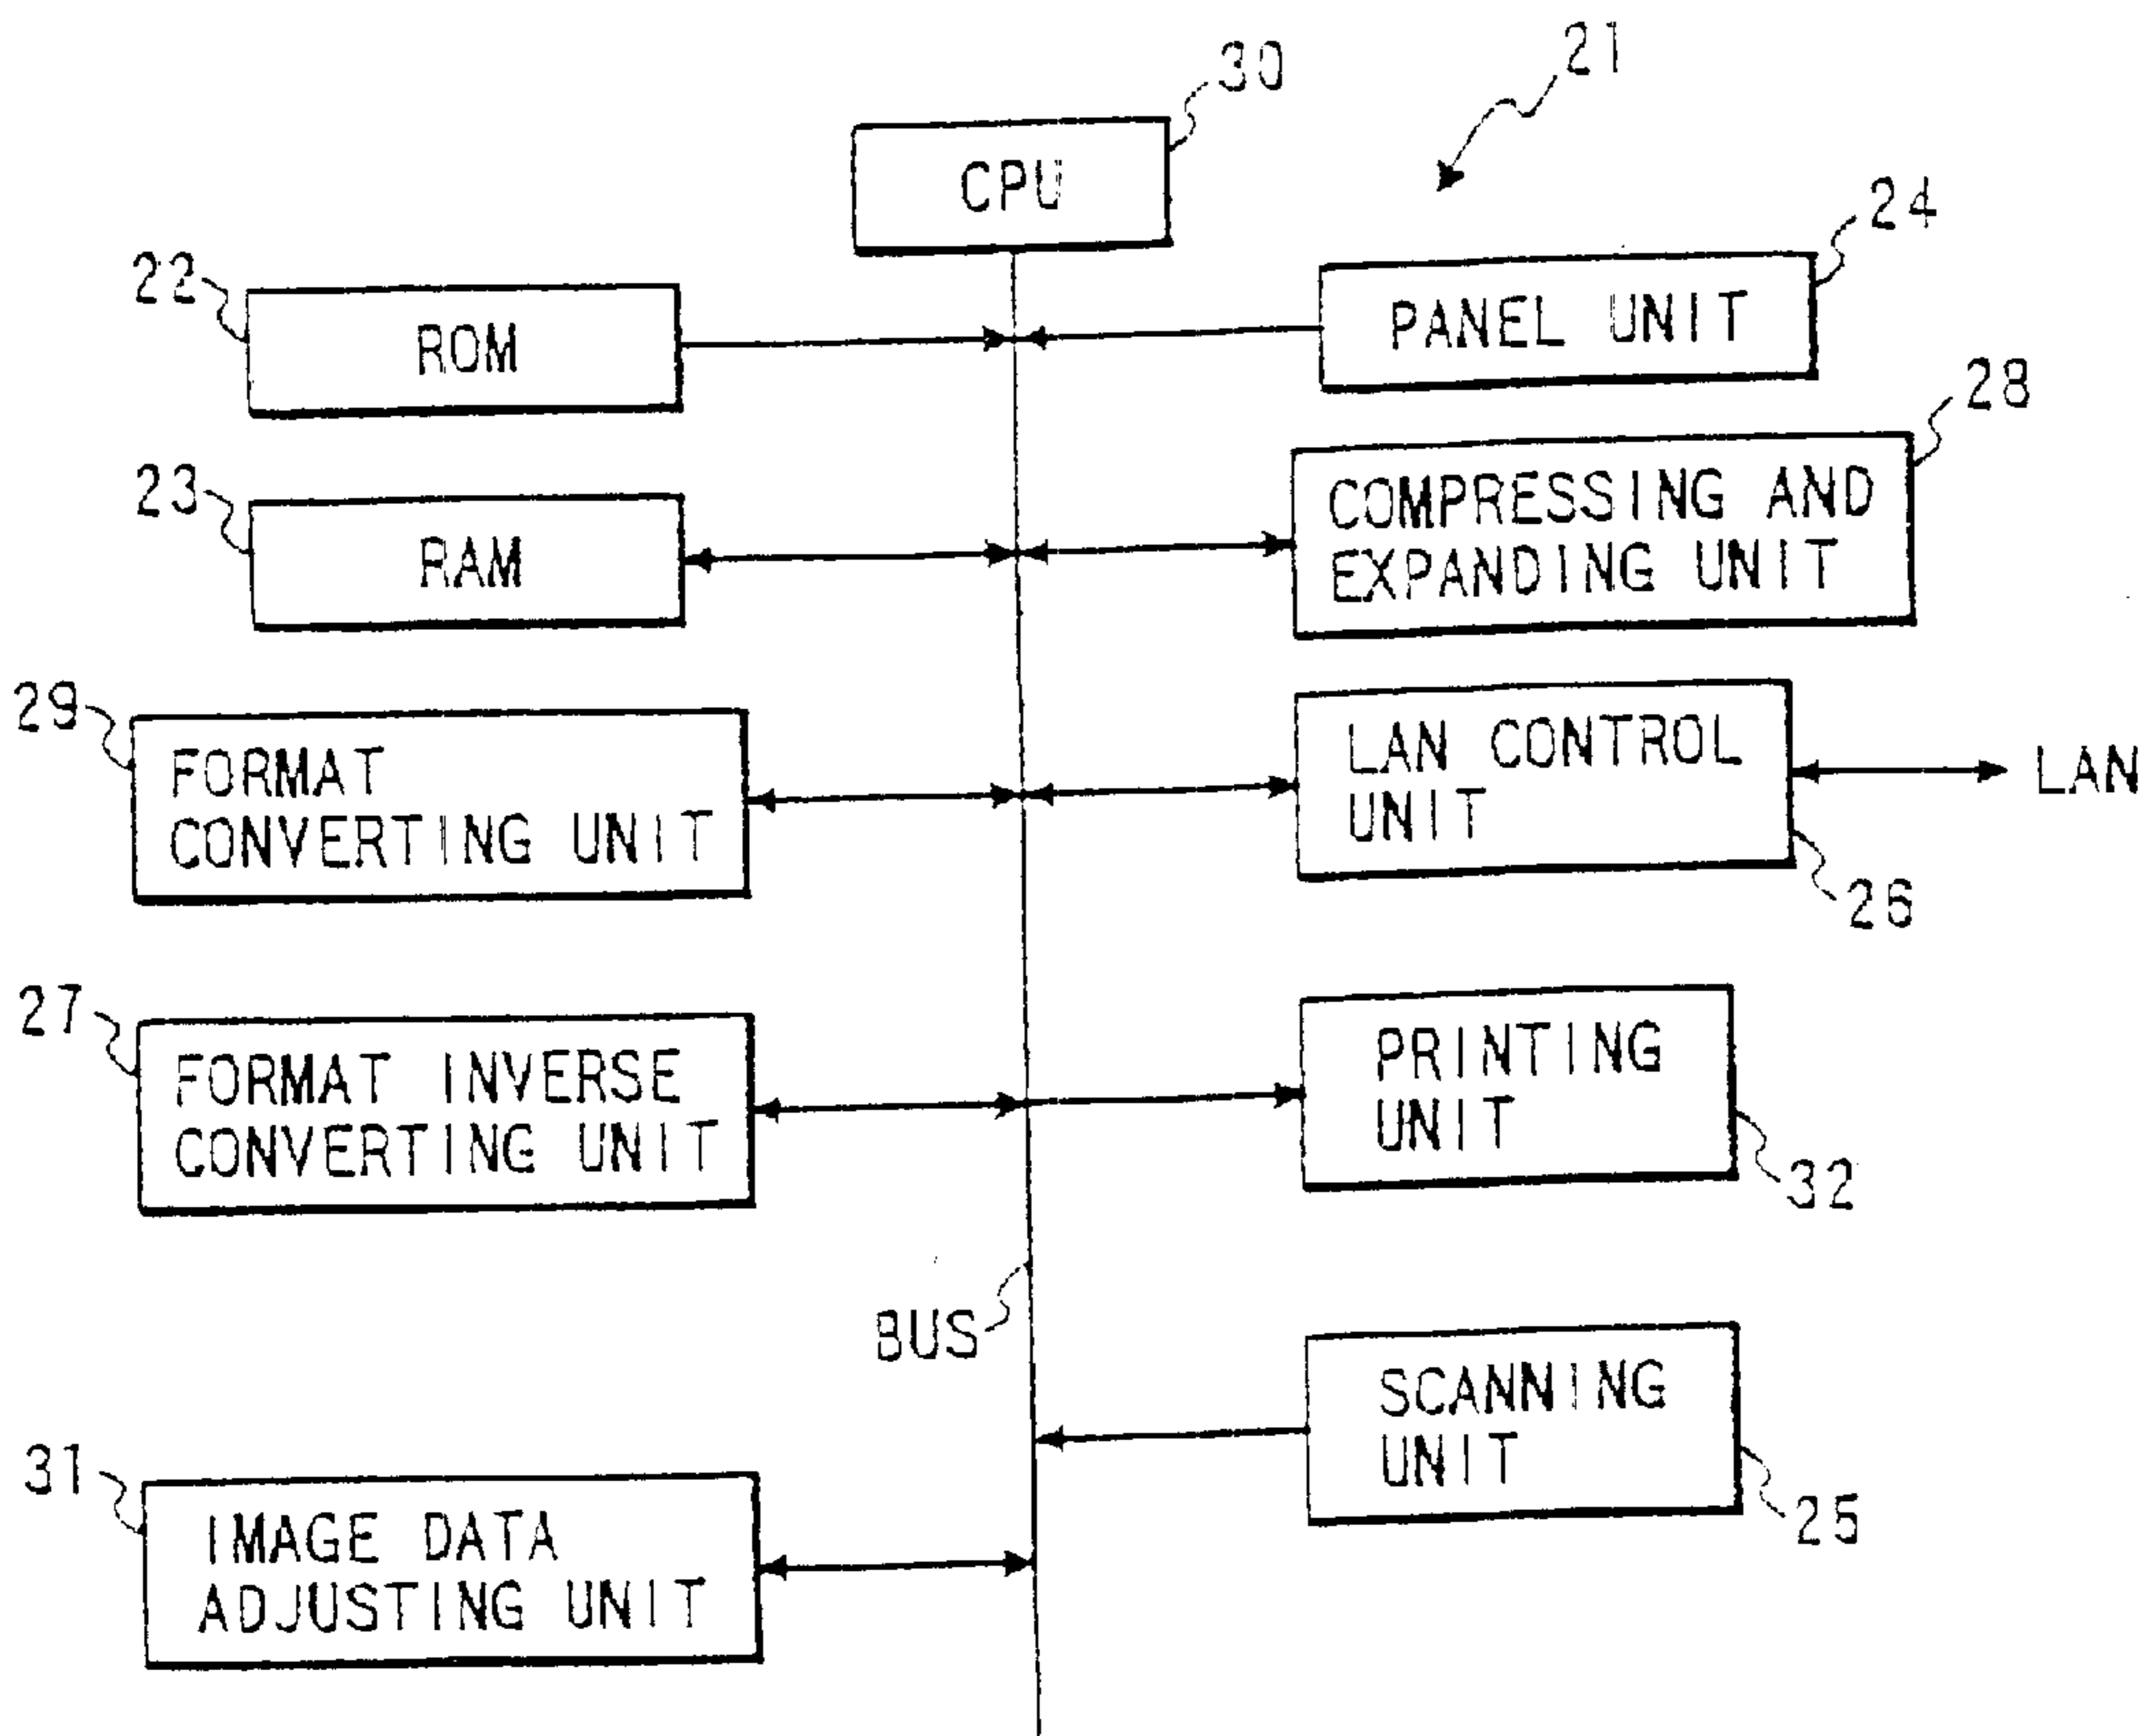 30
21
CPU
22
ROM
24
PANEL UNIT
23
RAM
28
COMPRESSING AND
EXPANDING UNIT
29
FORMAT
CONVERTING UNIT
LAN CONTROL
UNIT
LAN
26
27
FORMAT INVERSE
CONVERTING UNIT
PRINTING
UNIT
32
BUS
SCANNING
UNIT
25
31
IMAGE DATA
ADJUSTING UNIT